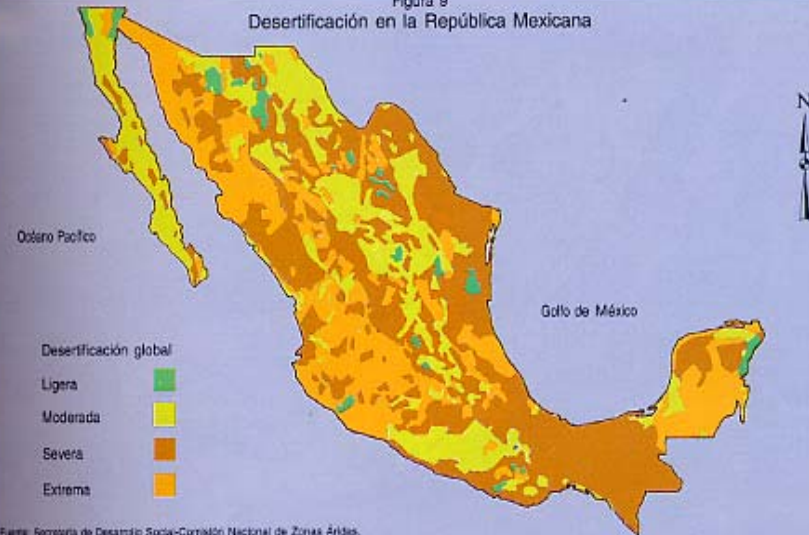 Figura 9
Desertificación en la República Mexicana
N
Océano Pacífico
Golfo de México
Desertificación global
Ligera
Moderada
Severa
Extrema
Fuente: Secretaría de Desarrollo Social-Comisión Nacional de Zonas Áridas.